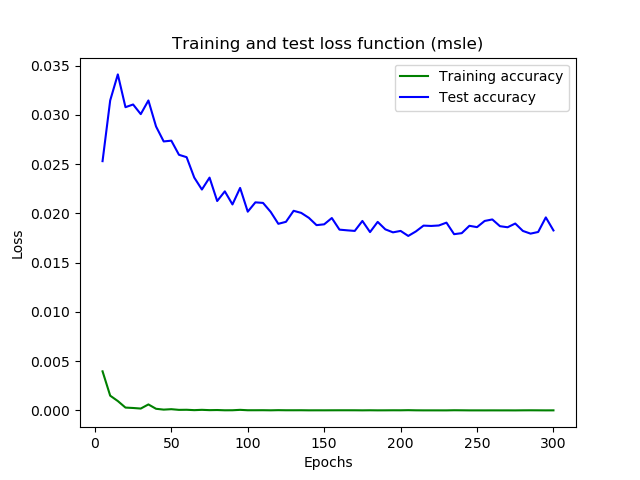 Training and test loss function (msle)
Training accuracy
Test accuracy
Loss
0.035
0.030
0.025
0.020
0.015
0.010
0.005
0.000
0 50 100 150 200 250 300
Epochs